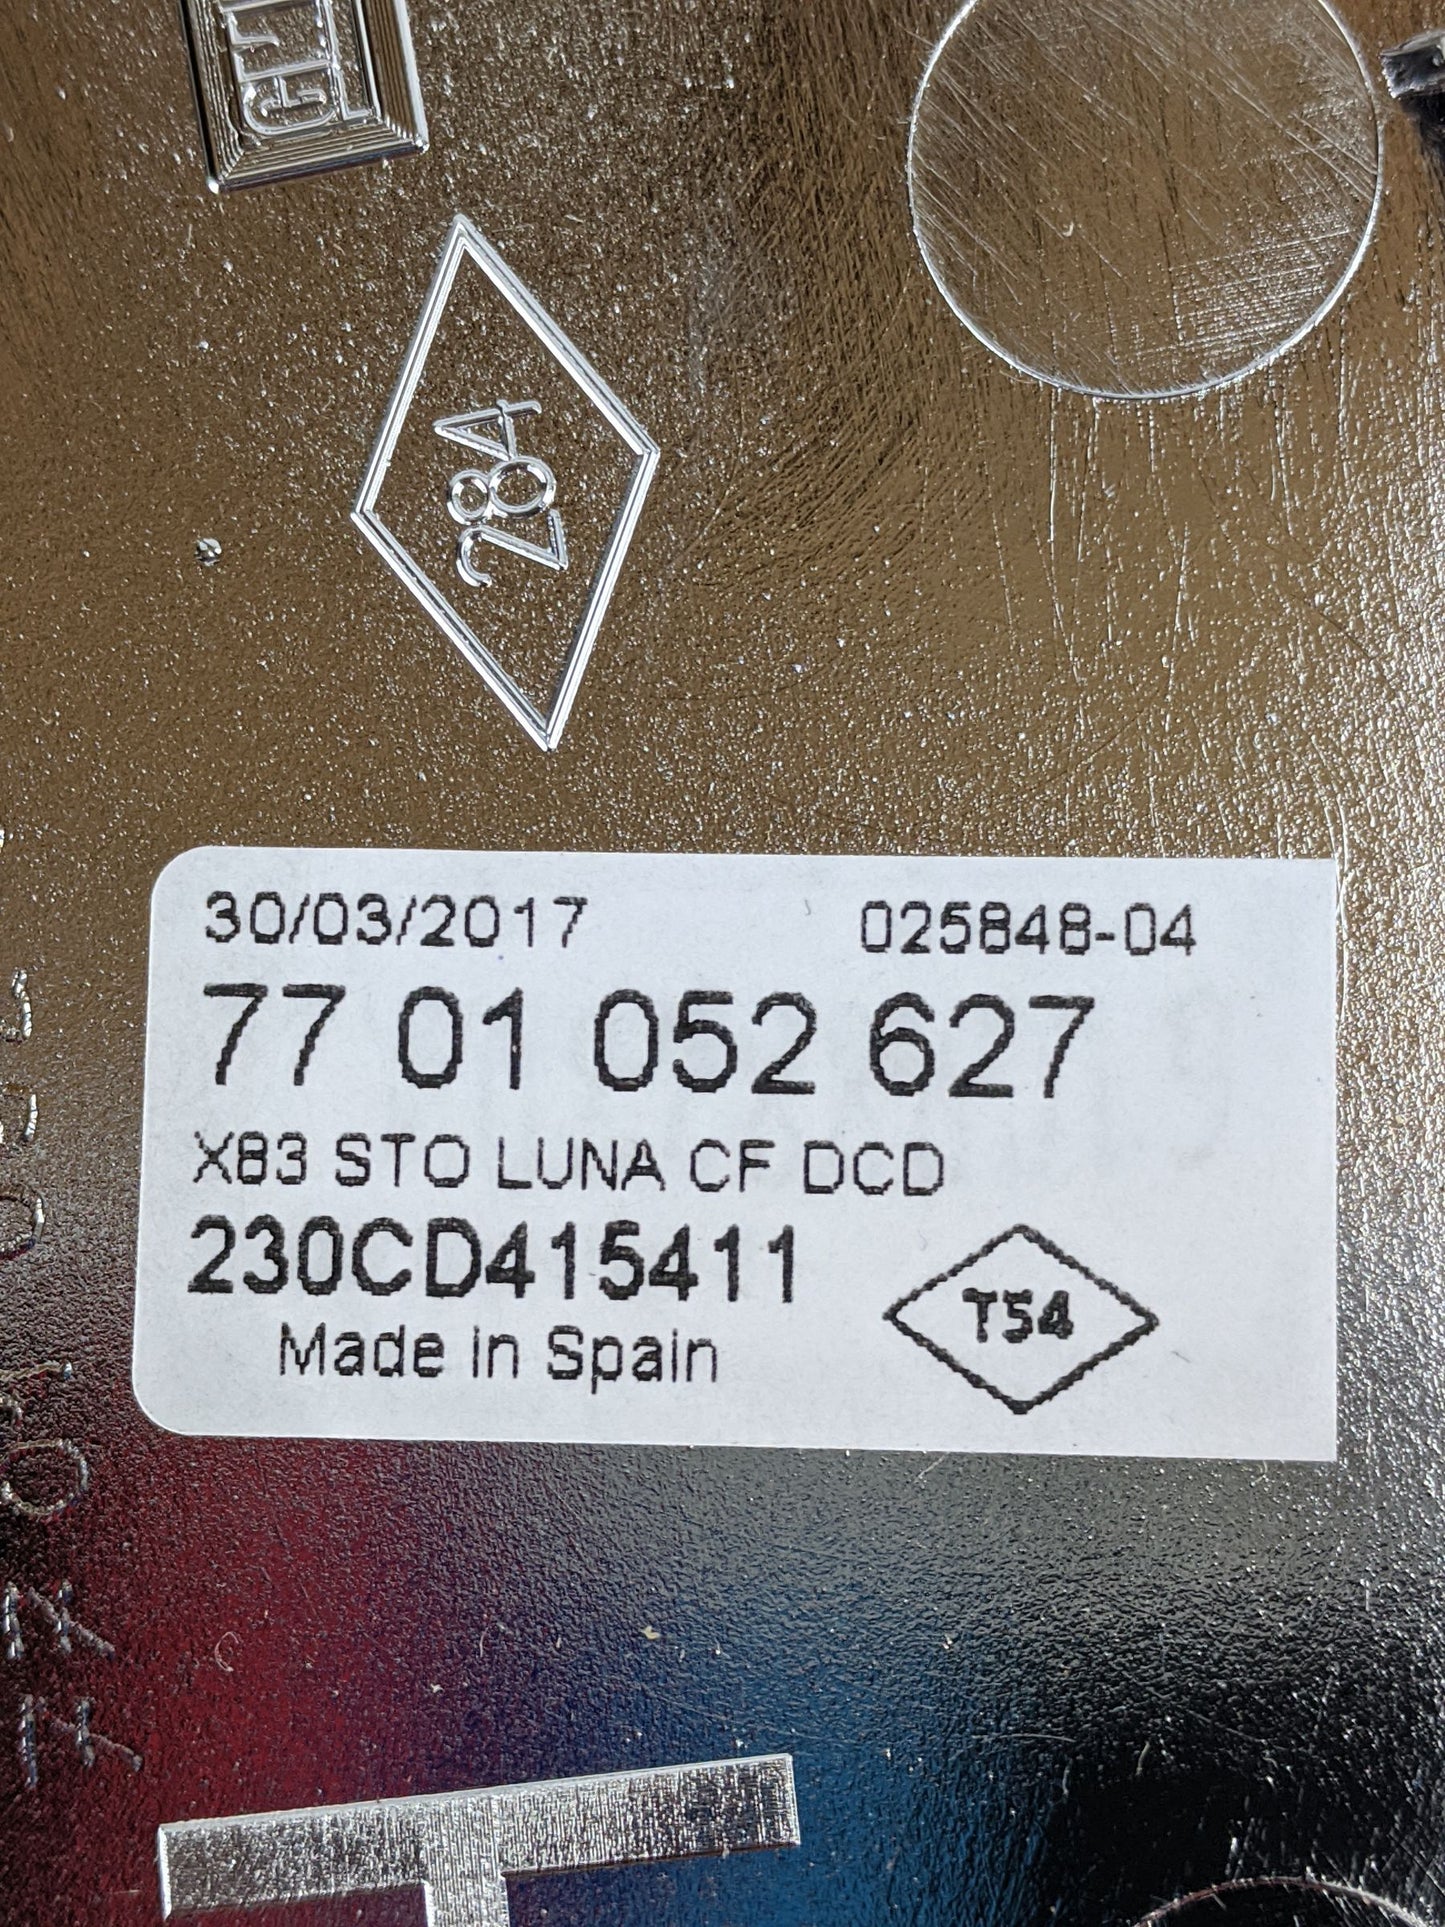 284
30/03/2017 025848-04
77 01 052 627
X83 STO LUNA CF DCD
230CD415411
Made in Spain
T54